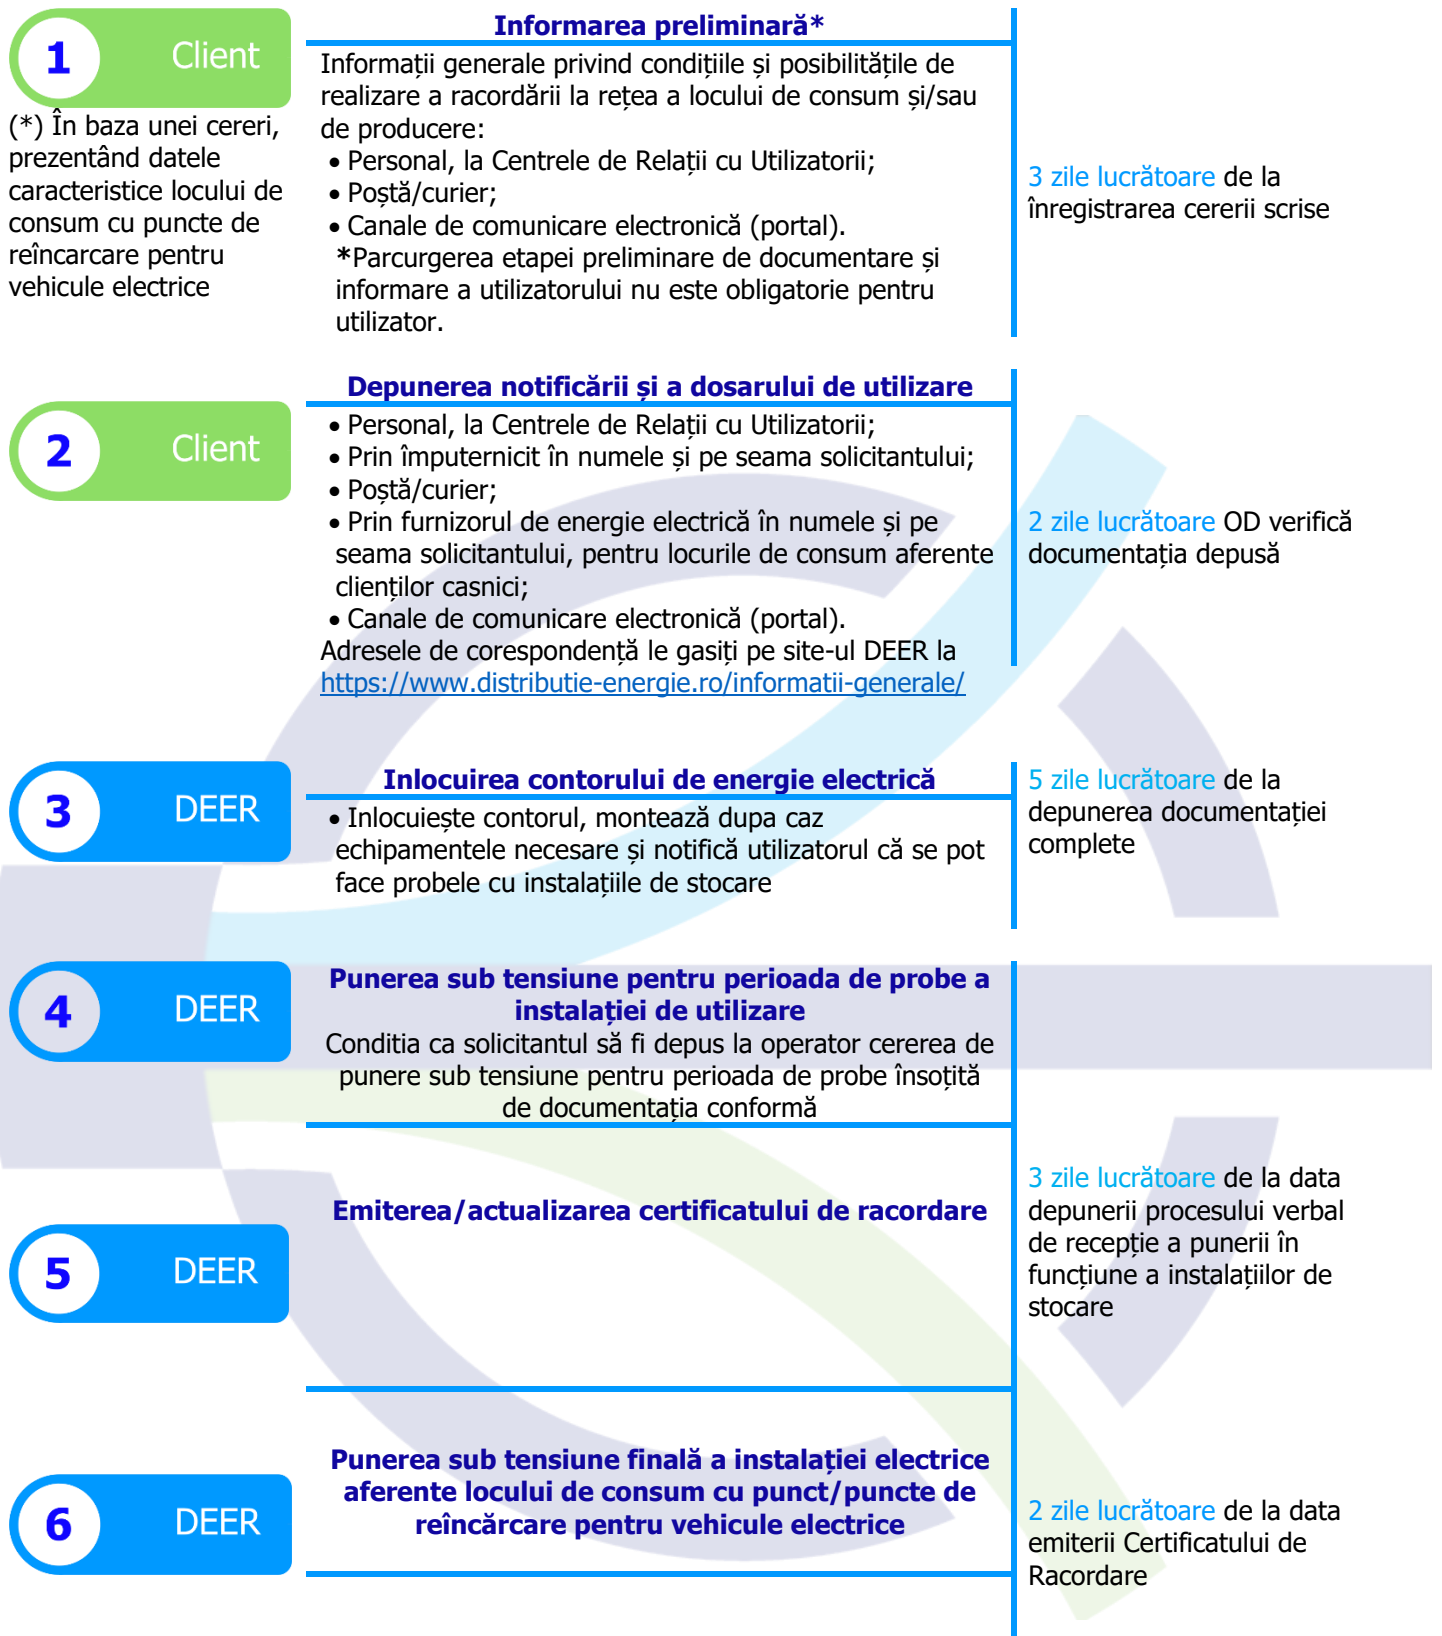 1 Client
(*) În baza unei cereri,
prezentând datele
caracteristice locului de
consum cu puncte de
reîncarcare pentru
vehicule electrice
Informarea preliminară*
Informații generale privind condițiile și posibilitățile de
realizare a racordării la rețea a locului de consum și/sau
de producere:
• Personal, la Centrele de Relații cu Utilizatorii;
• Poștă/curier;
• Canale de comunicare electronică (portal).
*Parcurgerea etapei preliminare de documentare și
informare a utilizatorului nu este obligatorie pentru
utilizator.
3 zile lucrătoare de la
înregistrarea cererii scrise
2 Client
Depunerea notificării și a dosarului de utilizare
• Personal, la Centrele de Relații cu Utilizatorii;
• Prin împuternicit în numele și pe seama solicitantului;
• Poștă/curier;
• Prin furnizorul de energie electrică în numele și pe
seama solicitantului, pentru locurile de consum aferente
clienților casnici;
• Canale de comunicare electronică (portal).
Adresele de corespondență le gasiți pe site-ul DEER la
https://www.distributie-energie.ro/informatii-generale/
2 zile lucrătoare OD verifică
documentația depusă
3 DEER
Inlocuirea contorului de energie electrică
• Inlocuiește contorul, montează dupa caz
echipamentele necesare și notifică utilizatorul că se pot
face probele cu instalațiile de stocare
5 zile lucrătoare de la
depunerea documentației
complete
4 DEER
Punerea sub tensiune pentru perioada de probe a
instalației de utilizare
Conditia ca solicitantul să fi depus la operator cererea de
punere sub tensiune pentru perioada de probe însoțită
de documentația conformă
5 DEER
Emiterea/actualizarea certificatului de racordare
3 zile lucrătoare de la data
depunerii procesului verbal
de recepție a punerii în
funcțiune a instalațiilor de
stocare
6 DEER
Punerea sub tensiune finală a instalației electrice
aferente locului de consum cu punct/puncte de
reîncărcare pentru vehicule electrice
2 zile lucrătoare de la data
emiterii Certificatului de
Racordare